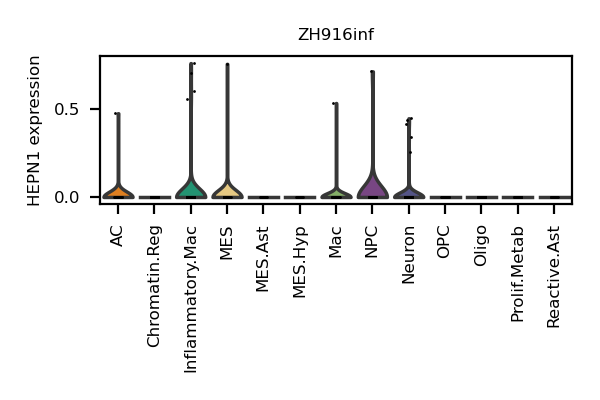 ZH916inf
HEPN1 expression
0.5
0.0
AC
Chromatin.Reg
Inflammatory.Mac
MES
MES.Ast
MES.Hyp
Mac
NPC
Neuron
OPC
Oligo
Prolif.Metab
Reactive.Ast